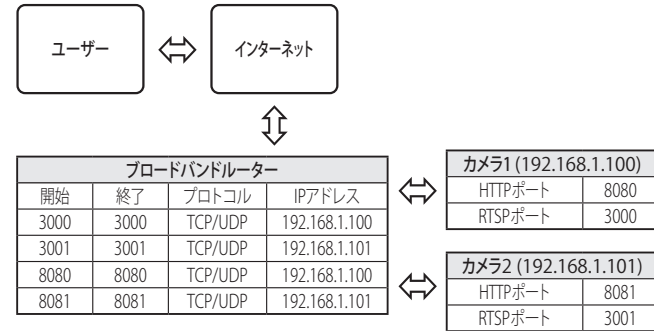 ユーザー
インターネット
ブロードバンドルーター
開始 終了 プロトコル IPアドレス
3000 3000 TCP/UDP 192.168.1.100
3001 3001 TCP/UDP 192.168.1.101
8080 8080 TCP/UDP 192.168.1.100
8081 8081 TCP/UDP 192.168.1.101
カメラ1 (192.168.1.100)
HTTPポート 8080
RTSPポート 3000
カメラ2 (192.168.1.101)
HTTPポート 8081
RTSPポート 3001